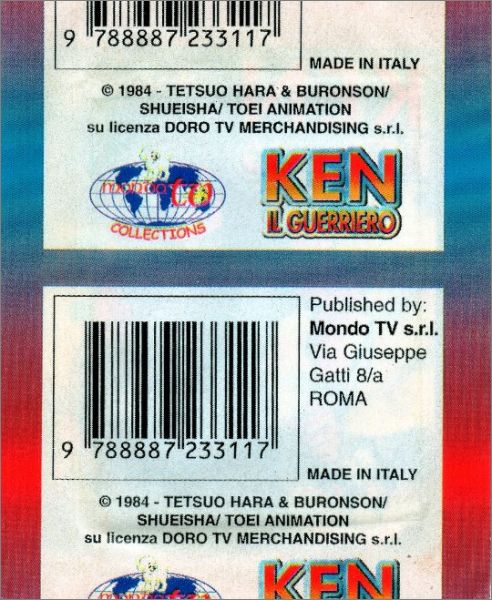 9 788887 233117
MADE IN ITALY
© 1984 - TETSUO HARA & BURONSON/
SHUEISHA/ TOEI ANIMATION
su licenza DORO TV MERCHANDISING s.r.l.
COLLECTIONS
KEN
IL GUERRIERO
Published by:
Mondo TV s.r.l.
Via Giuseppe
Gatti 8/a
ROMA
9 788887 233117
MADE IN ITALY
© 1984 - TETSUO HARA & BURONSON/
SHUEISHA/ TOEI ANIMATION
su licenza DORO TV MERCHANDISING s.r.l.
KEN